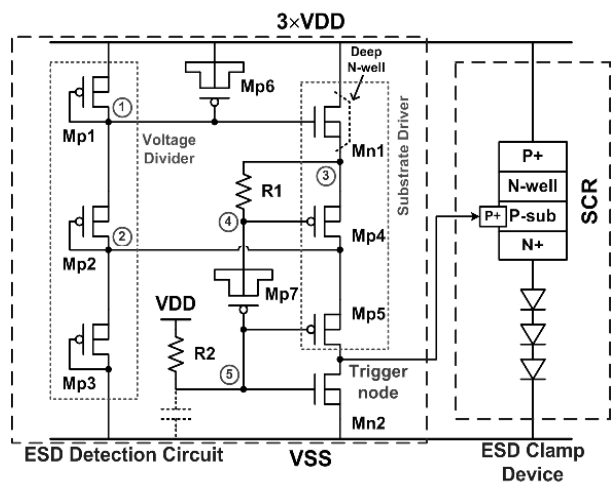 3×VDD
Deep
N-well
Mp6
Mp1
①
Voltage
Divider
Mn1
Substrate Driver
③
R1
④
Mp4
②
Mp2
Mp7
Mp5
VDD
R2
Mp3
⑤
Trigger
node
Mn2
ESD Detection Circuit
VSS
P+
N-well
P+
P-sub
N+
SCR
ESD Clamp
Device